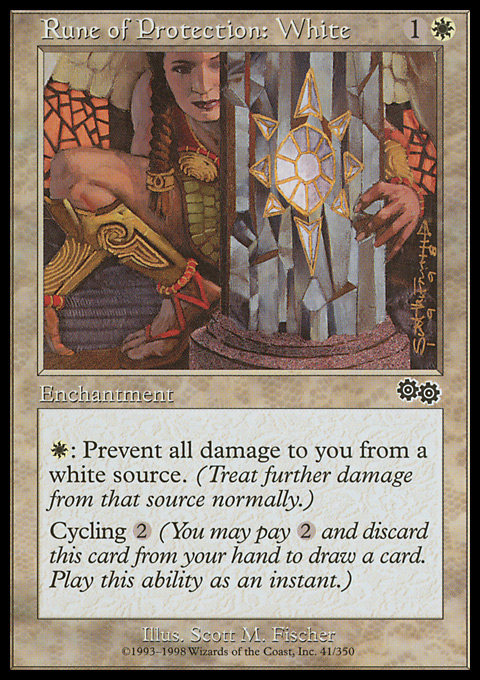 Rune of Protection: White 1
Enchantment
: Prevent all damage to you from a
white source. (Treat further damage
from that source normally.)
Cycling 2 (You may pay 2 and discard
this card from your hand to draw a card.
Play this ability as an instant.)
Illus. Scott M. Fischer
©1993–1998 Wizards of the Coast, Inc. 41/350